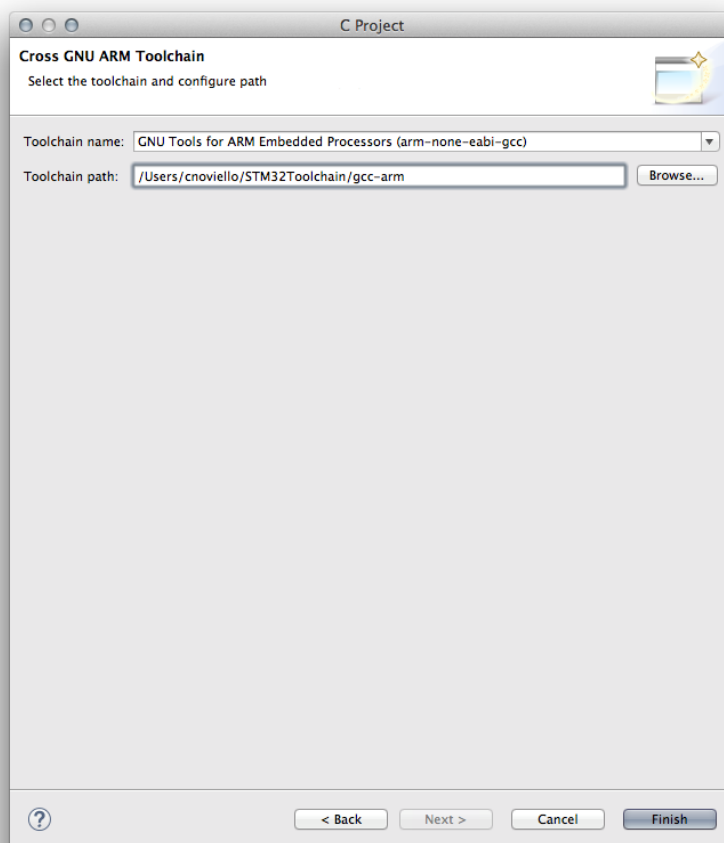 C Project
Cross GNU ARM Toolchain
Select the toolchain and configure path
Toolchain name: GNU Tools for ARM Embedded Processors (arm-none-eabi-gcc)
Toolchain path: /Users/cnoviello/STM32Toolchain/gcc-arm Browse...
? < Back Next > Cancel Finish